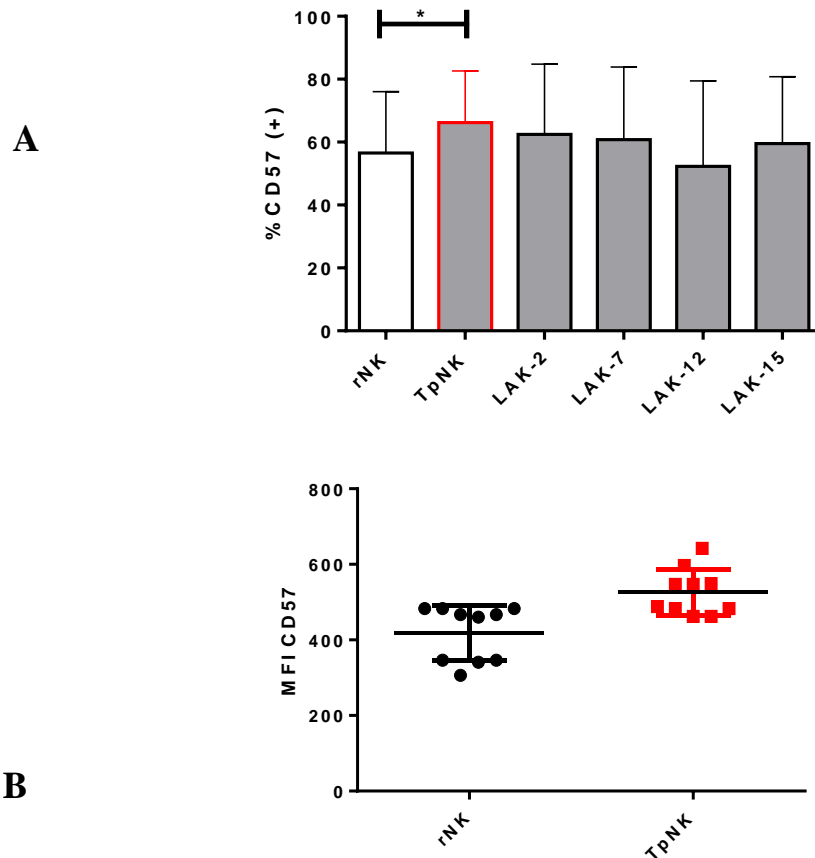 A
*
% CD57 (+)
100
80
60
40
20
0
rNK
TpNK
LAK-2
LAK-7
LAK-12
LAK-15
B
MFI CD57
800
600
400
200
0
rNK
TpNK